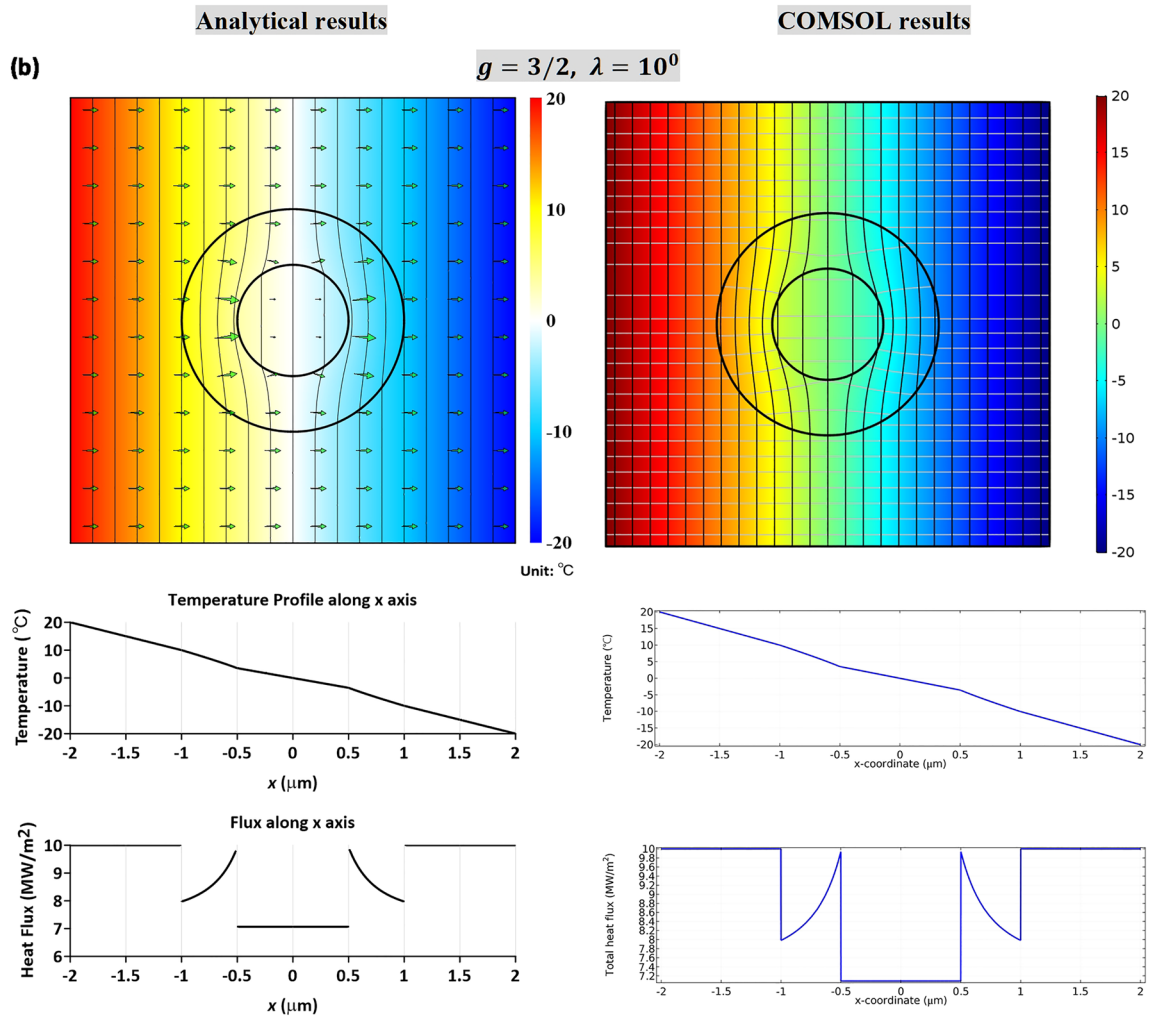 Analytical results
COMSOL results
(b)
g = 3/2, λ = 10⁰
20
10
0
-10
-20
Unit: ℃
20
15
10
5
0
-5
-10
-15
-20
Temperature Profile along x axis
Temperature (℃)
20
10
0
-10
-20
-2 -1.5 -1 -0.5 0 0.5 1 1.5 2
x (μm)
Temperature (℃)
20
15
10
5
0
-5
-10
-15
-20
-2 -1.5 -1 -0.5 0 0.5 1 1.5 2
x-coordinate (μm)
Flux along x axis
Heat Flux (MW/m2)
10
9
8
7
6
-2 -1.5 -1 -0.5 0 0.5 1 1.5 2
x (μm)
Total heat flux (MW/m²)
10
9.8
9.6
9.4
9.2
9
8.8
8.6
8.4
8.2
8
7.8
7.6
7.4
7.2
-2 -1.5 -1 -0.5 0 0.5 1 1.5 2
x-coordinate (μm)